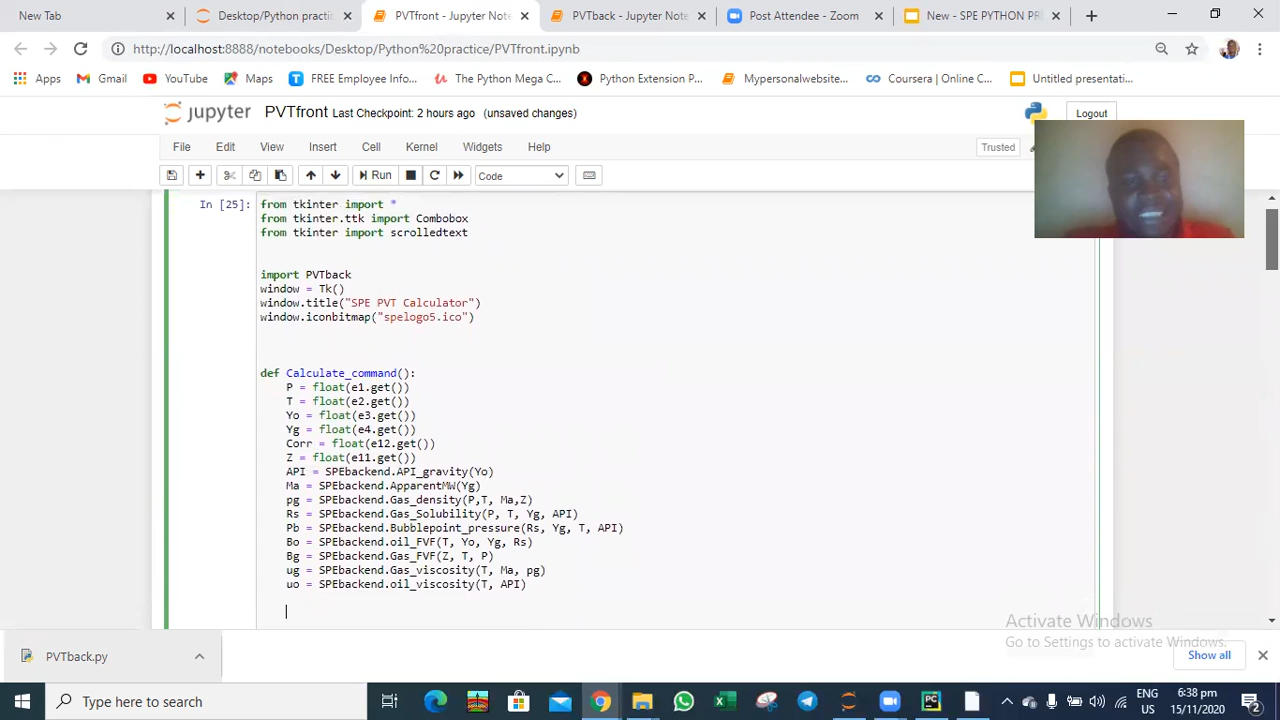 New Tab
Desktop/Python practic
PVTfront - Jupyter Note
PVTback - Jupyter Note
Post Attendee - Zoom
New - SPE PYTHON PR
http://localhost:8888/notebooks/Desktop/Python%20practice/PVTfront.ipynb
Apps
Gmail
YouTube
Maps
FREE Employee Info...
The Python Mega C...
Python Extension P...
Mypersonalwebsite...
Coursera | Online C...
Untitled presentati...
jupyter PVTfront Last Checkpoint: 2 hours ago (unsaved changes)
Logout
File Edit View Insert Cell Kernel Widgets Help
Trusted
Run
Code
In [25]: from tkinter import *
from tkinter.ttk import Combobox
from tkinter import scrolledtext
import PVTback
window = Tk()
window.title("SPE PVT Calculator")
window.iconbitmap("spelogo5.ico")
def Calculate_command():
P = float(e1.get())
T = float(e2.get())
Yo = float(e3.get())
Yg = float(e4.get())
Corr = float(e12.get())
Z = float(e11.get())
API = SPEbackend.API_gravity(Yo)
Ma = SPEbackend.ApparentMW(Yg)
pg = SPEbackend.Gas_density(P,T, Ma,Z)
Rs = SPEbackend.Gas_Solubility(P, T, Yg, API)
Pb = SPEbackend.Bubblepoint_pressure(Rs, Yg, T, API)
Bo = SPEbackend.oil_FVF(T, Yo, Yg, Rs)
Bg = SPEbackend.Gas_FVF(Z, T, P)
ug = SPEbackend.Gas_viscosity(T, Ma, pg)
uo = SPEbackend.oil_viscosity(T, API)
Activate Windows
Go to Settings to activate Windows.
PVTback.py
Show all
Type here to search
ENG
US
6:38 pm
15/11/2020
2